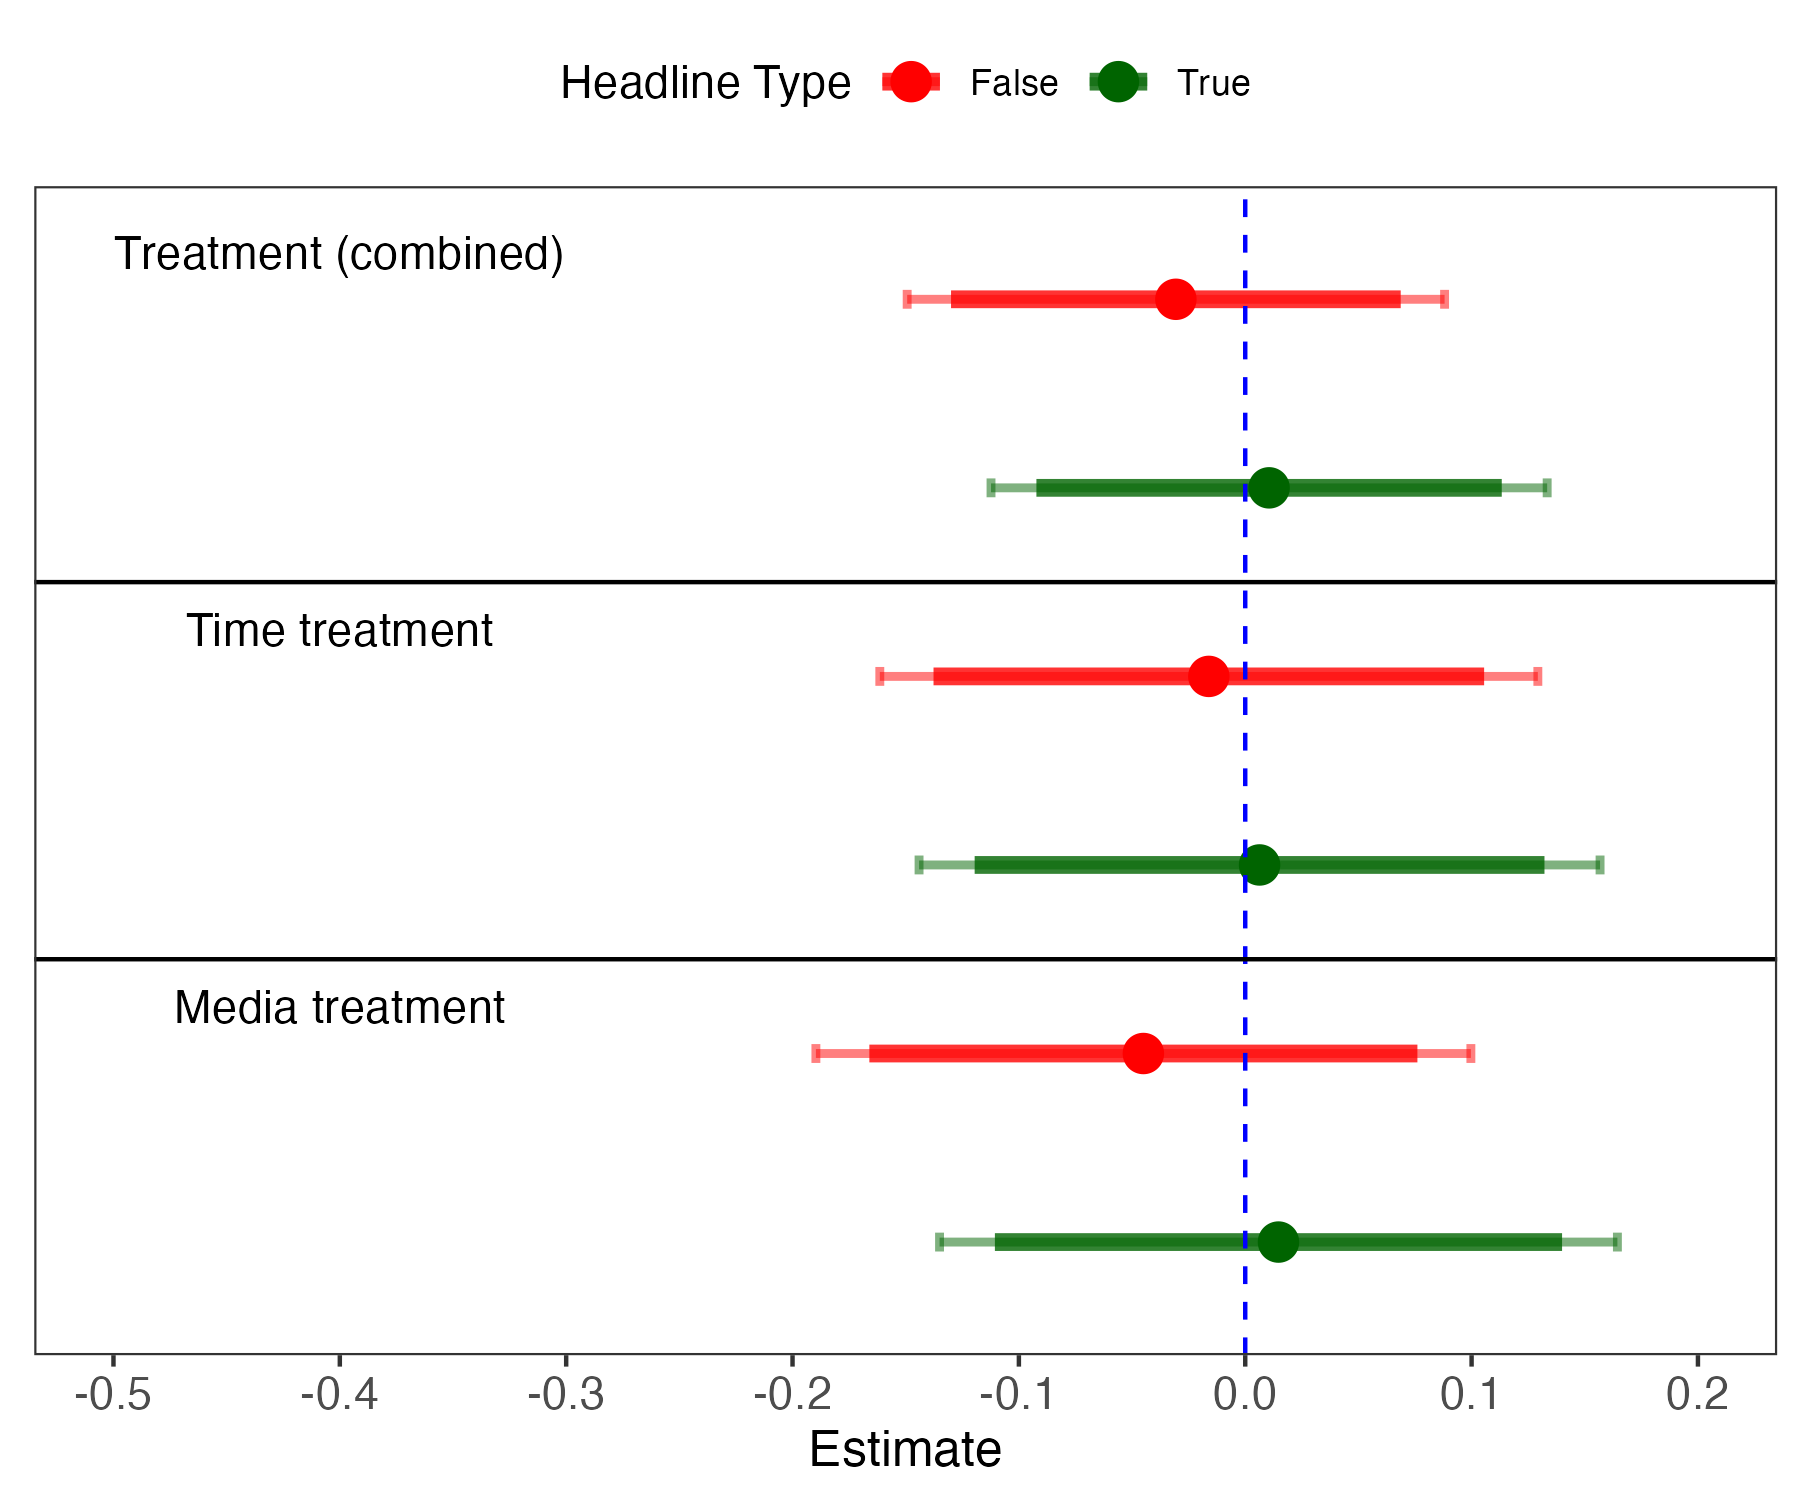 Headline Type False True
Treatment (combined)
Time treatment
Media treatment
-0.5 -0.4 -0.3 -0.2 -0.1 0.0 0.1 0.2
Estimate